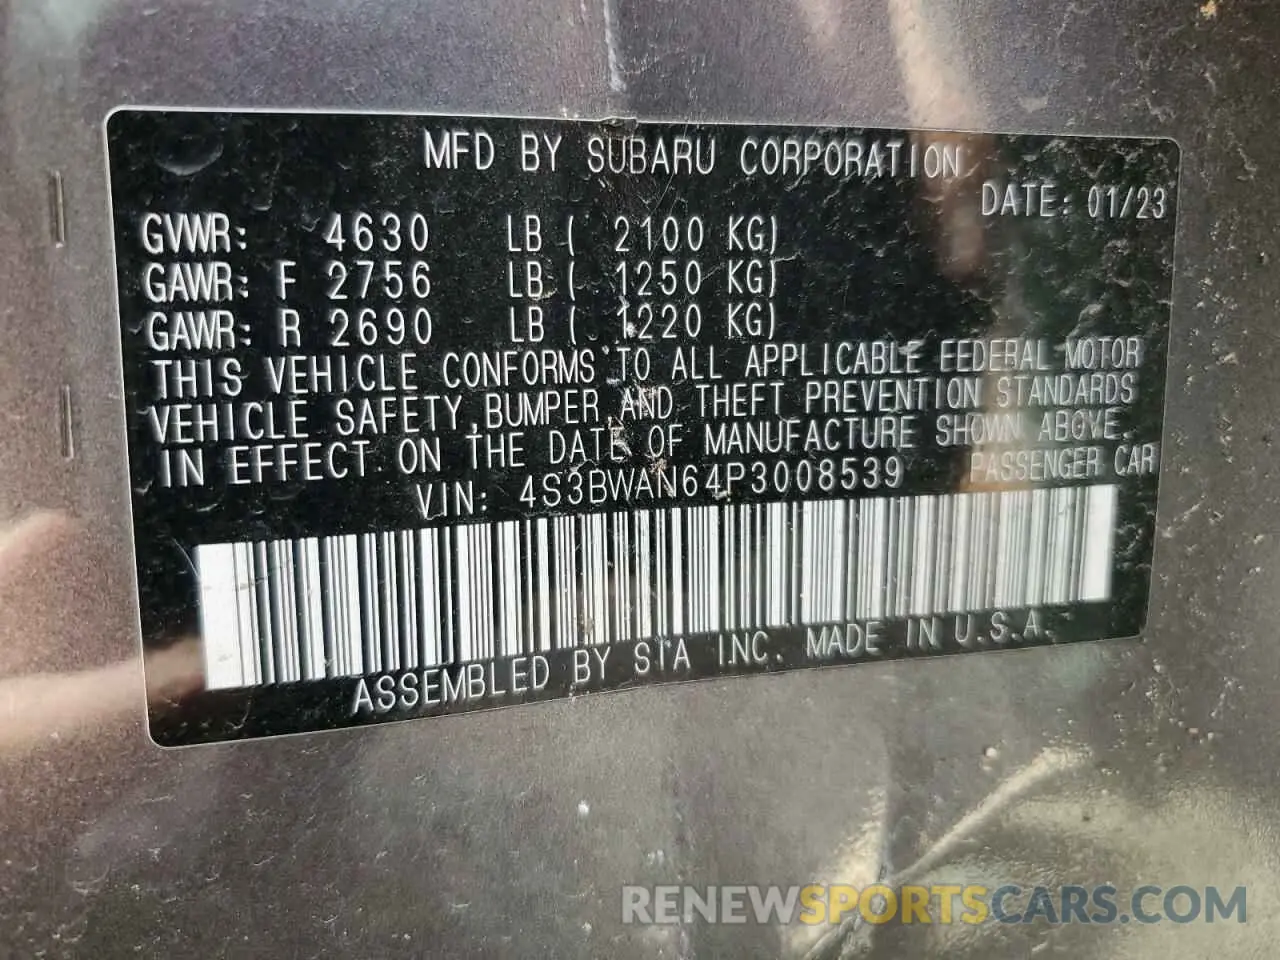 MFD BY SUBARU CORPORATION
DATE: 01/23
GVWR: 4630 LB ( 2100 KG)
GAWR: F 2756 LB ( 1250 KG)
GAWR: R 2690 LB ( 1220 KG)
THIS VEHICLE CONFORMS TO ALL APPLICABLE FEDERAL MOTOR
VEHICLE SAFETY, BUMPER, AND THEFT PREVENTION STANDARDS
IN EFFECT ON THE DATE OF MANUFACTURE SHOWN ABOVE.
VIN: 4S3BWAN64P3008539 PASSENGER CAR
ASSEMBLED BY SIA INC. MADE IN U.S.A.
RENEWSPORTSCARS.COM